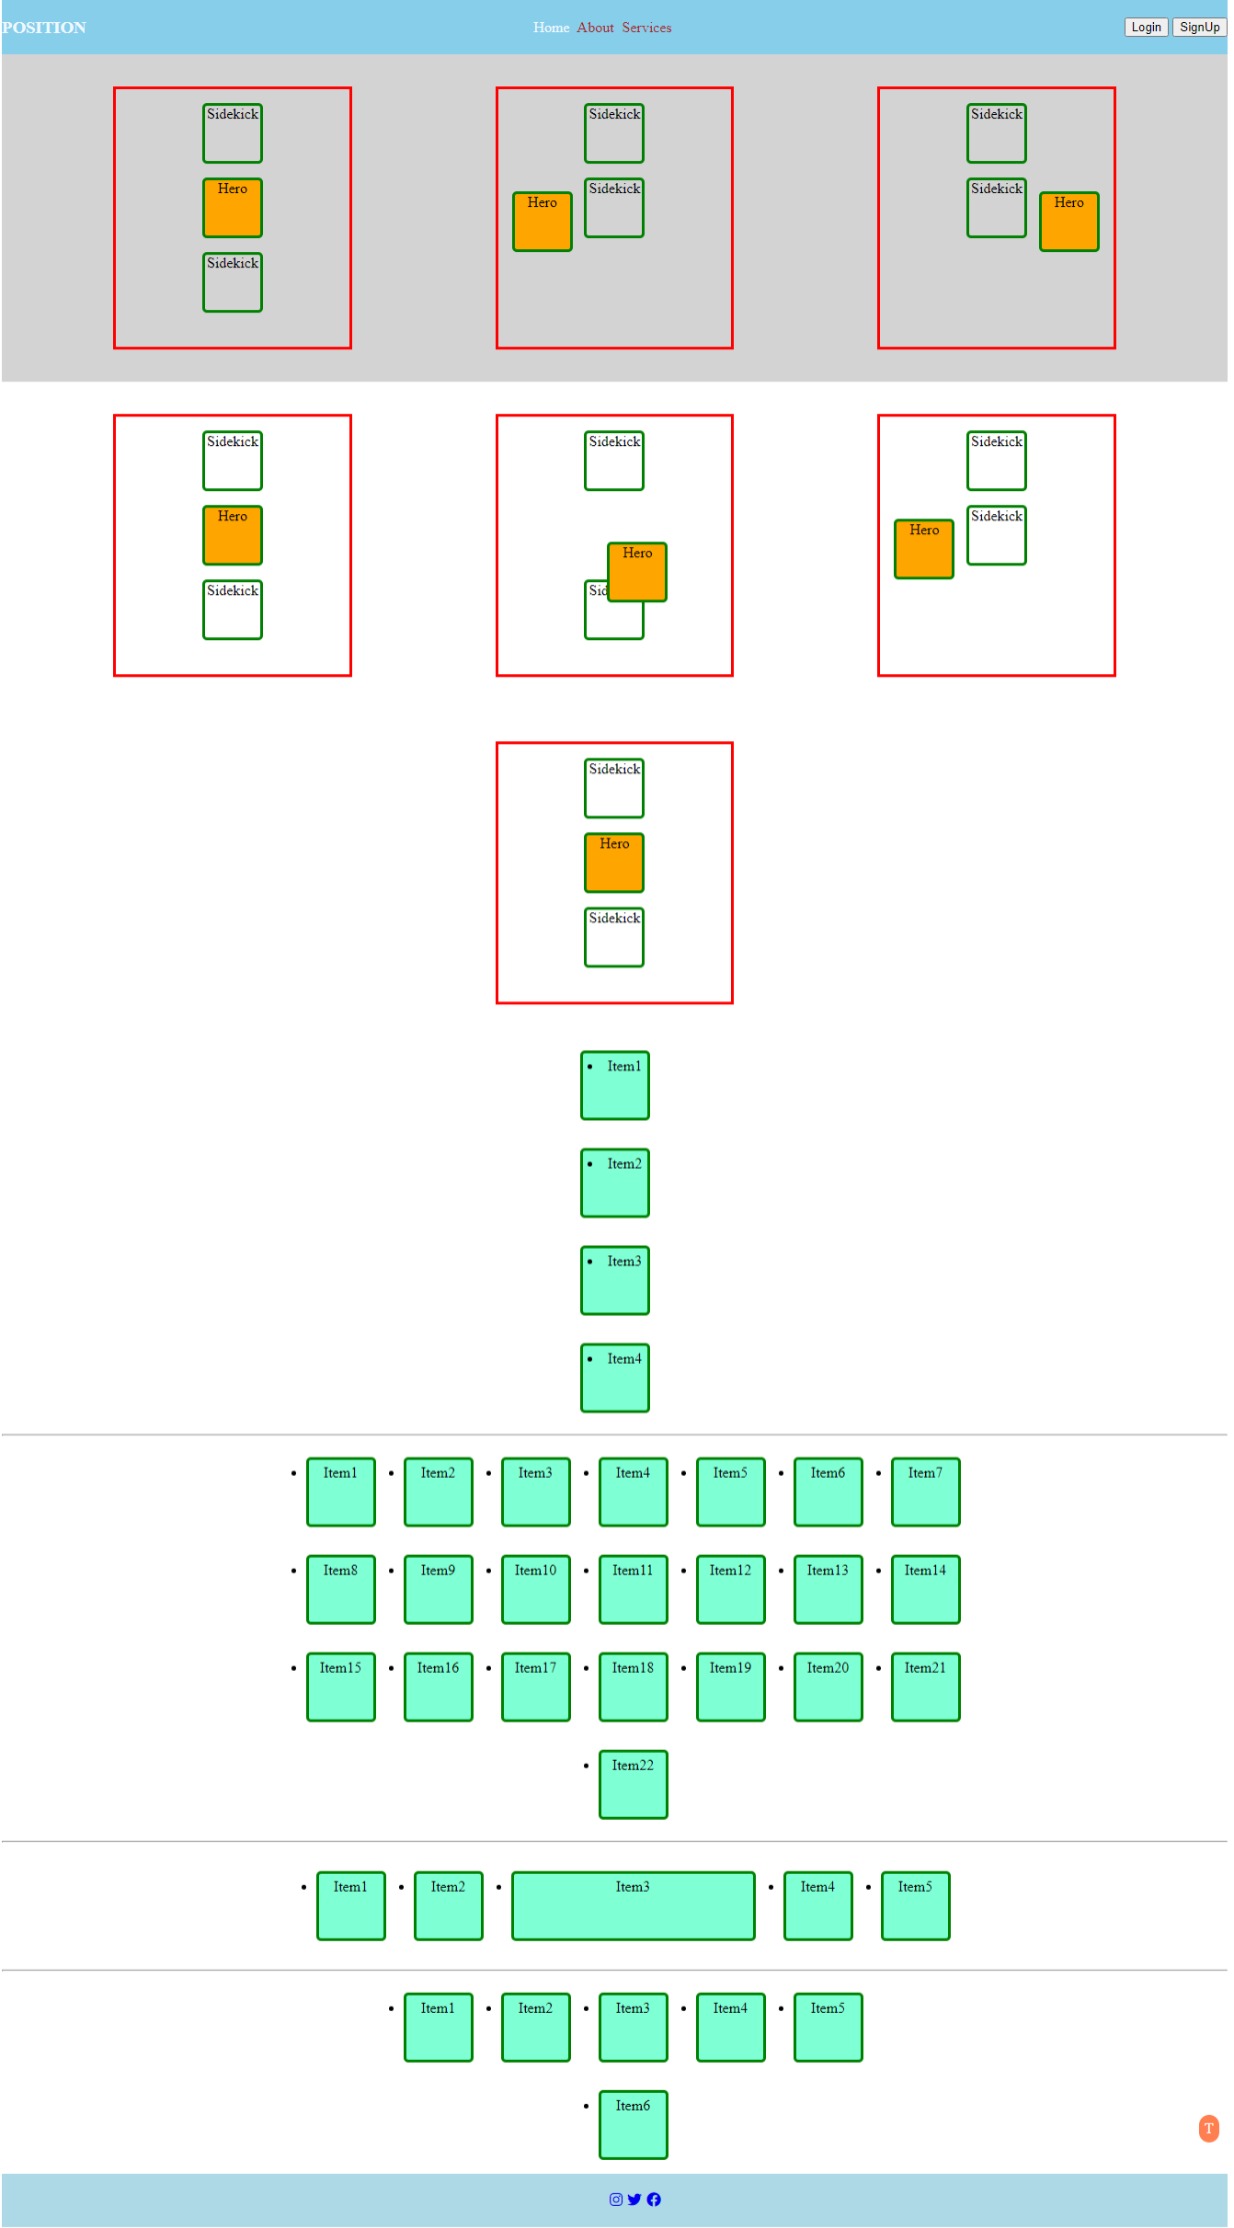 POSITION Home About Services Login SignUp
Sidekick Sidekick Sidekick
Hero Sidekick Sidekick
Hero Hero
Sidekick
Sidekick Sidekick Sidekick
Hero Sidekick
Hero
Hero
Sidekick Sid
Sidekick
Hero
Sidekick
• Item1
• Item2
• Item3
• Item4
• Item1 • Item2 • Item3 • Item4 • Item5 • Item6 • Item7
• Item8 • Item9 • Item10 • Item11 • Item12 • Item13 • Item14
• Item15 • Item16 • Item17 • Item18 • Item19 • Item20 • Item21
• Item22
• Item1 • Item2 • Item3 • Item4 • Item5
• Item1 • Item2 • Item3 • Item4 • Item5
• Item6
T